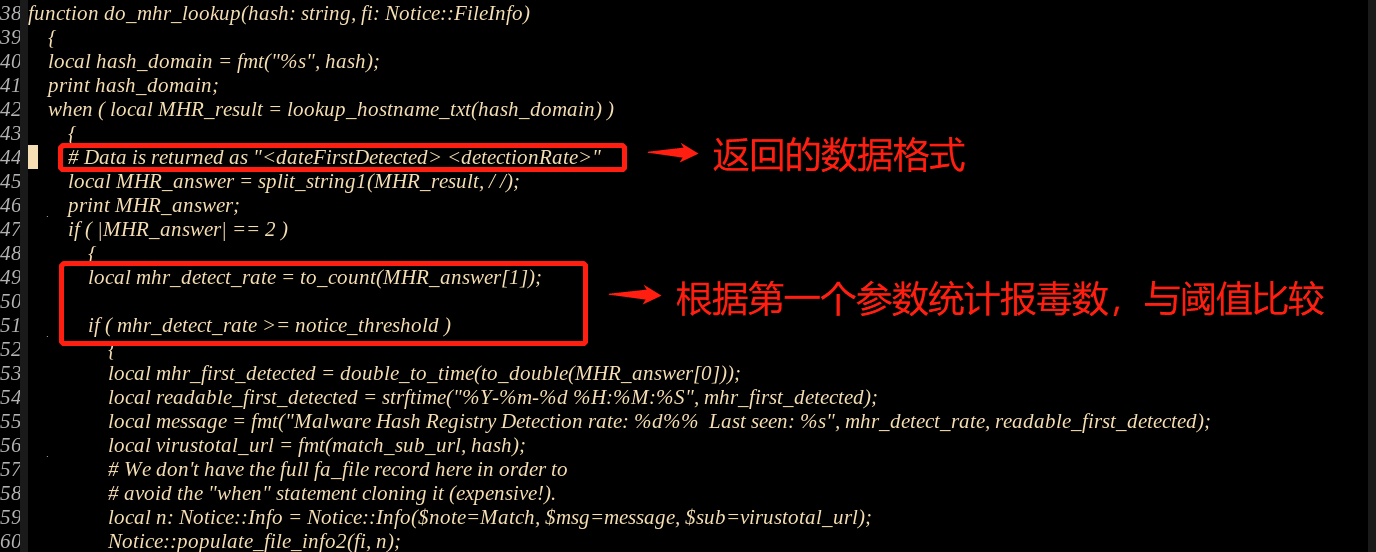 38 function do_mhr_lookup(hash: string, fi: Notice::FileInfo)
39 {
40 local hash_domain = fmt("%s", hash);
41 print hash_domain;
42 when ( local MHR_result = lookup_hostname_txt(hash_domain) )
43 {
44 # Data is returned as "<dateFirstDetected> <detectionRate>" 返回的数据格式
45 local MHR_answer = split_string1(MHR_result, / /);
46 print MHR_answer;
47 if ( |MHR_answer| == 2 )
48 {
49 local mhr_detect_rate = to_count(MHR_answer[1]);
50 根据第一个参数统计报毒数，与阈值比较
51 if ( mhr_detect_rate >= notice_threshold )
52 {
53 local mhr_first_detected = double_to_time(to_double(MHR_answer[0]));
54 local readable_first_detected = strftime("%Y-%m-%d %H:%M:%S", mhr_first_detected);
55 local message = fmt("Malware Hash Registry Detection rate: %d%%  Last seen: %s", mhr_detect_rate, readable_first_detected);
56 local virustotal_url = fmt(match_sub_url, hash);
57 # We don't have the full fa_file record here in order to
58 # avoid the "when" statement cloning it (expensive!).
59 local n: Notice::Info = Notice::Info($note=Match, $msg=message, $sub=virustotal_url);
60 Notice::populate_file_info2(fi, n);